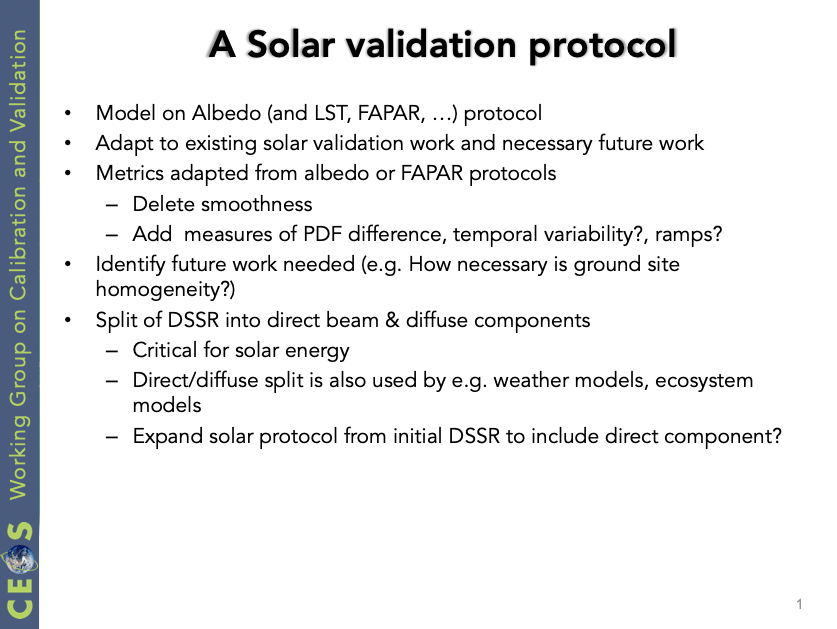 A Solar validation protocol
• Model on Albedo (and LST, FAPAR, …) protocol
• Adapt to existing solar validation work and necessary future work
• Metrics adapted from albedo or FAPAR protocols
– Delete smoothness
– Add  measures of PDF difference, temporal variability?, ramps?
• Identify future work needed (e.g. How necessary is ground site
homogeneity?)
• Split of DSSR into direct beam & diffuse components
– Critical for solar energy
– Direct/diffuse split is also used by e.g. weather models, ecosystem
models
– Expand solar protocol from initial DSSR to include direct component?
Working Group on Calibration and Validation
CEOS
1